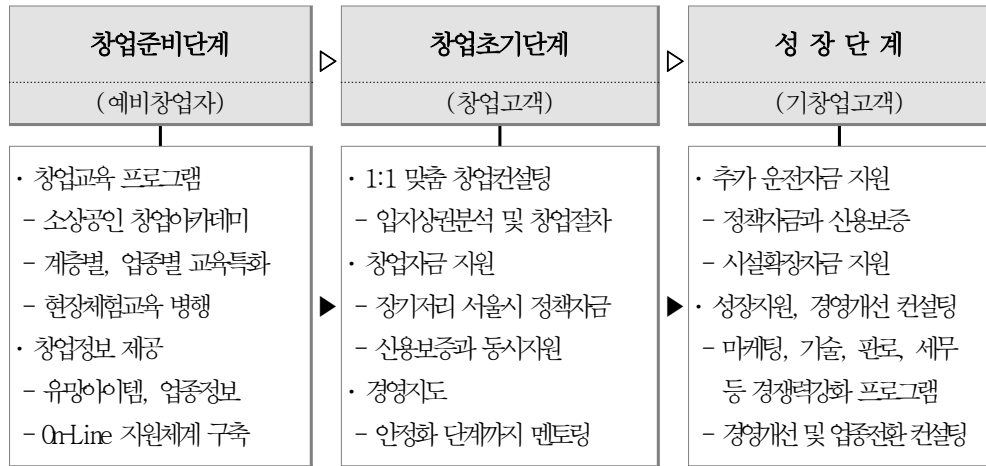 창업준비단계
(예비창업자)
창업초기단계
(창업고객)
성 장 단 계
(기창업고객)
· 창업교육 프로그램
- 소상공인 창업아카데미
- 계층별, 업종별 교육특화
- 현장체험교육 병행
· 창업정보 제공
- 유망아이템, 업종정보
- On-Line 지원체계 구축
· 1:1 맞춤 창업컨설팅
- 입지상권분석 및 창업절차
· 창업자금 지원
- 장기저리 서울시 정책자금
- 신용보증과 동시지원
· 경영지도
- 안정화 단계까지 멘토링
· 추가 운전자금 지원
- 정책자금과 신용보증
- 시설확장자금 지원
· 성장지원, 경영개선 컨설팅
- 마케팅, 기술, 판로, 세무
등 경쟁력강화 프로그램
- 경영개선 및 업종전환 컨설팅